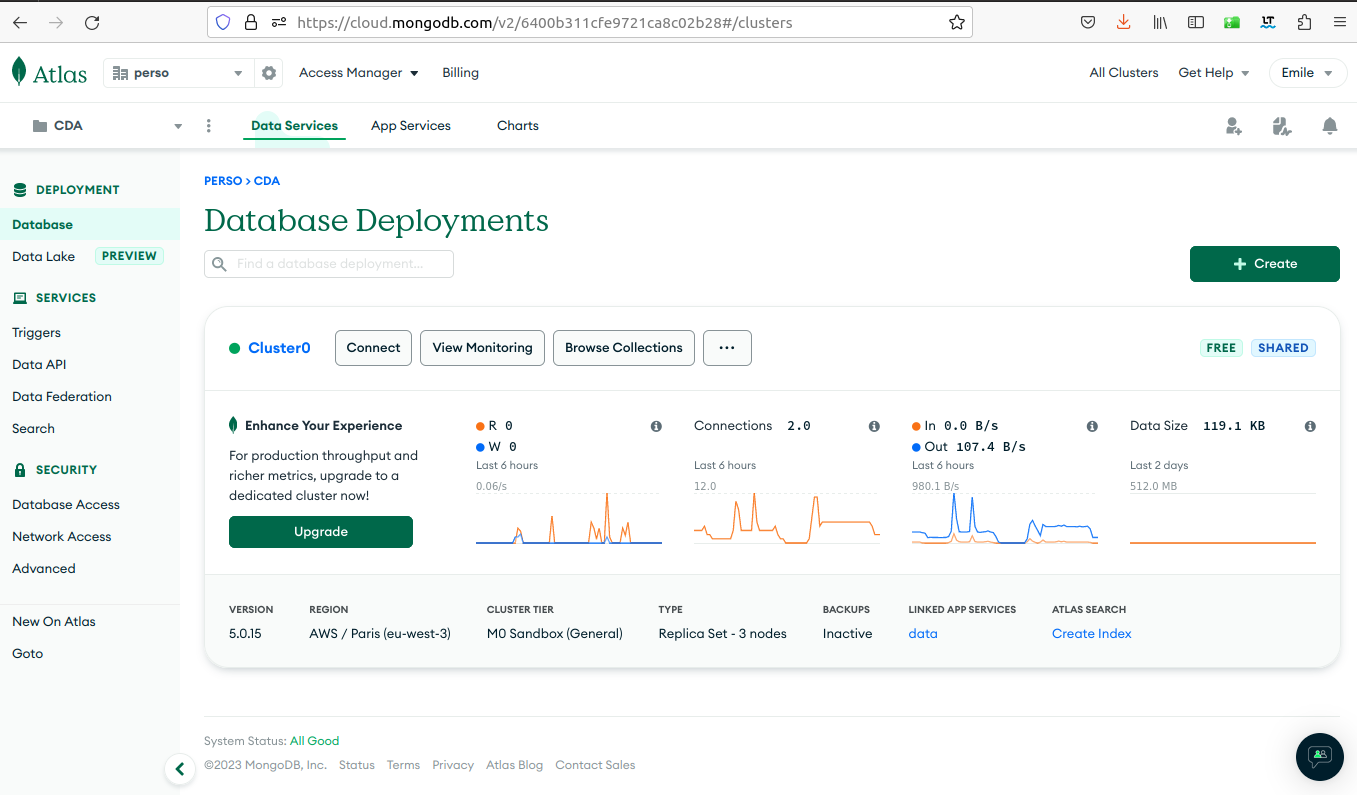 https://cloud.mongodb.com/v2/6400b311cfe9721ca8c02b28#/clusters
Atlas
perso
Access Manager
Billing
All Clusters
Get Help
Emile
CDA
Data Services
App Services
Charts
DEPLOYMENT
Database
Data Lake PREVIEW
SERVICES
Triggers
Data API
Data Federation
Search
SECURITY
Database Access
Network Access
Advanced
New On Atlas
Goto
PERSO > CDA
Database Deployments
Find a database deployment...
+ Create
Cluster0
Connect
View Monitoring
Browse Collections
...
FREE
SHARED
Enhance Your Experience
For production throughput and
richer metrics, upgrade to a
dedicated cluster now!
Upgrade
R 0
W 0
Last 6 hours
0.06/s
Connections 2.0
Last 6 hours
12.0
In 0.0 B/s
Out 107.4 B/s
Last 6 hours
980.1 B/s
Data Size 119.1 KB
Last 2 days
512.0 MB
VERSION
5.0.15
REGION
AWS / Paris (eu-west-3)
CLUSTER TIER
M0 Sandbox (General)
TYPE
Replica Set - 3 nodes
BACKUPS
Inactive
LINKED APP SERVICES
data
ATLAS SEARCH
Create Index
System Status: All Good
©2023 MongoDB, Inc. Status Terms Privacy Atlas Blog Contact Sales